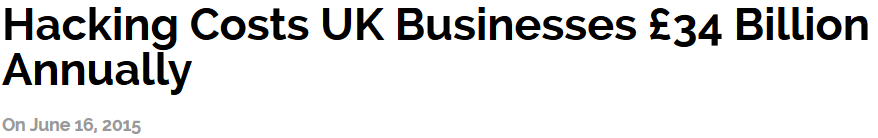 Hacking Costs UK Businesses £34 Billion
Annually
On June 16, 2015